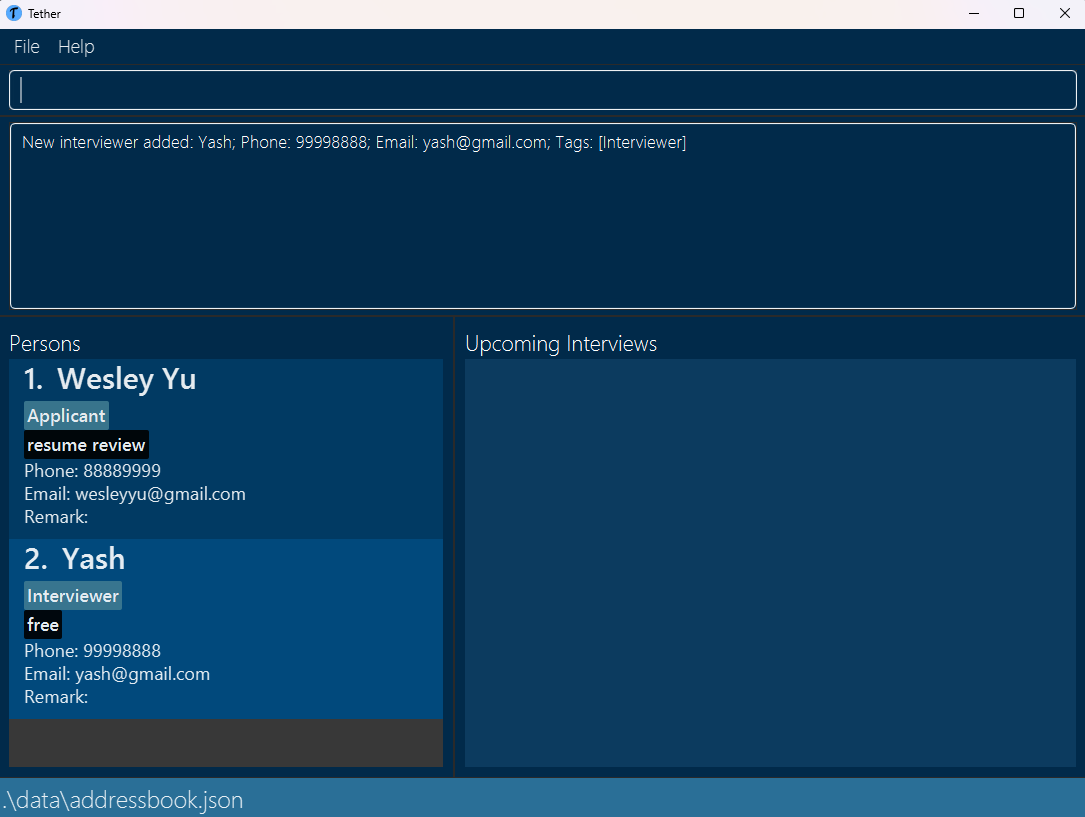 Tether
File Help
New interviewer added: Yash; Phone: 99998888; Email: yash@gmail.com; Tags: [Interviewer]
Persons
1. Wesley Yu
Applicant
resume review
Phone: 88889999
Email: wesleyyu@gmail.com
Remark:
2. Yash
Interviewer
free
Phone: 99998888
Email: yash@gmail.com
Remark:
Upcoming Interviews
.\data\addressbook.json